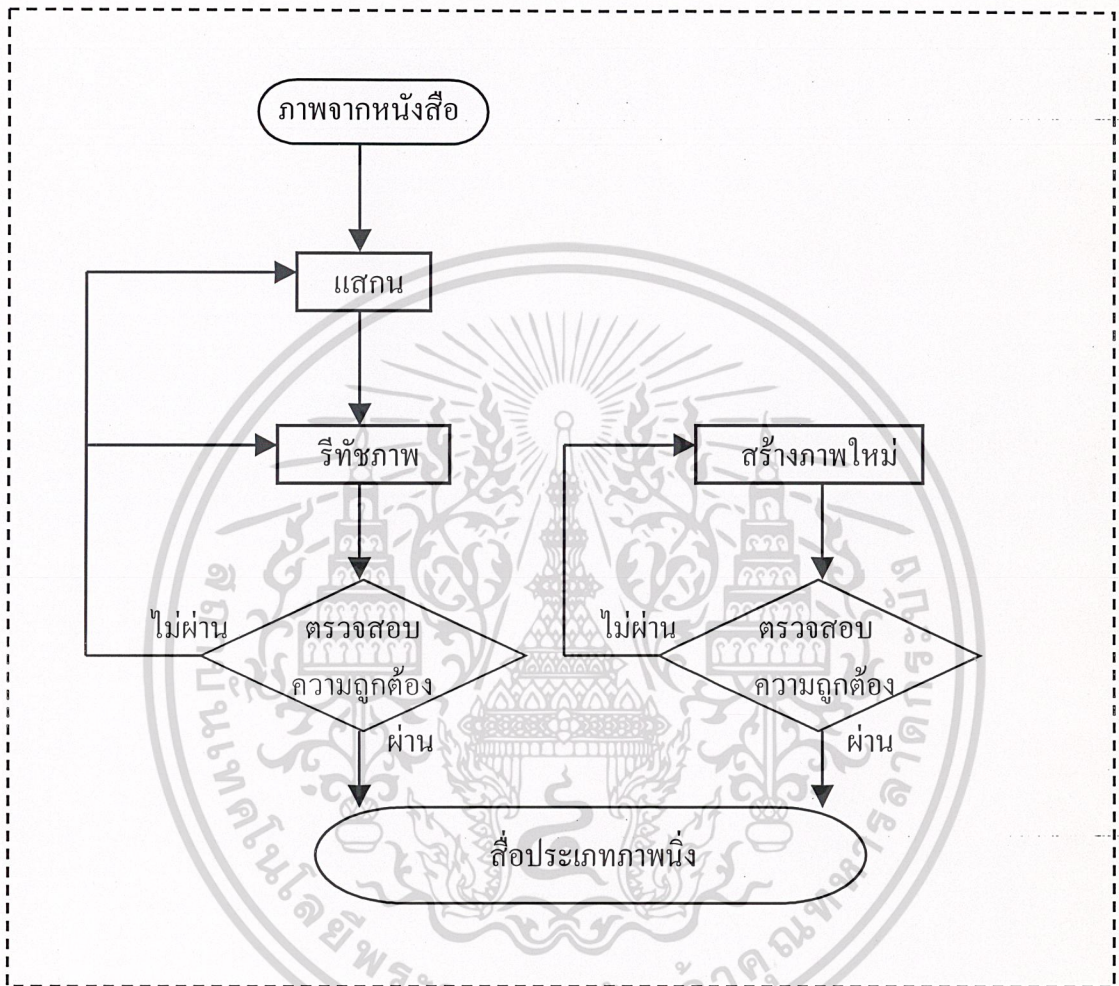 ภาพจากหนังสือ
แสกน
รีทัชภาพ
สร้างภาพใหม่
ไม่ผ่าน
ตรวจสอบ
ความถูกต้อง
ผ่าน
ไม่ผ่าน
ตรวจสอบ
ความถูกต้อง
ผ่าน
สื่อประเภทภาพนิ่ง